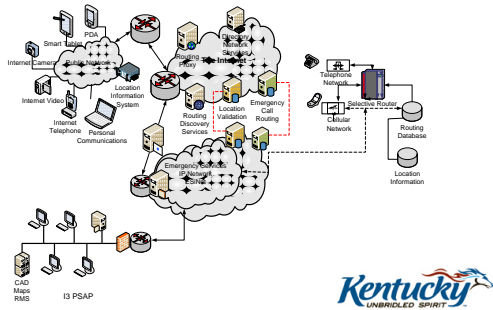 PDA
Smart Tablet
Internet Camera
Public Network
Internet Video
Internet
Telephone
Personal
Communications
Location
Information
System
Directory
Network
Services
Routing
Proxy
The Internet
Routing
Discovery
Services
Location
Validation
Emergency
Call
Routing
Telephone
Network
Selective Router
Cellular
Network
Routing
Database
Location
Information
Emergency Services
IP Network
ESINet
CAD
Maps
RMS
I3 PSAP
Kentucky
UNBRIDLED SPIRIT